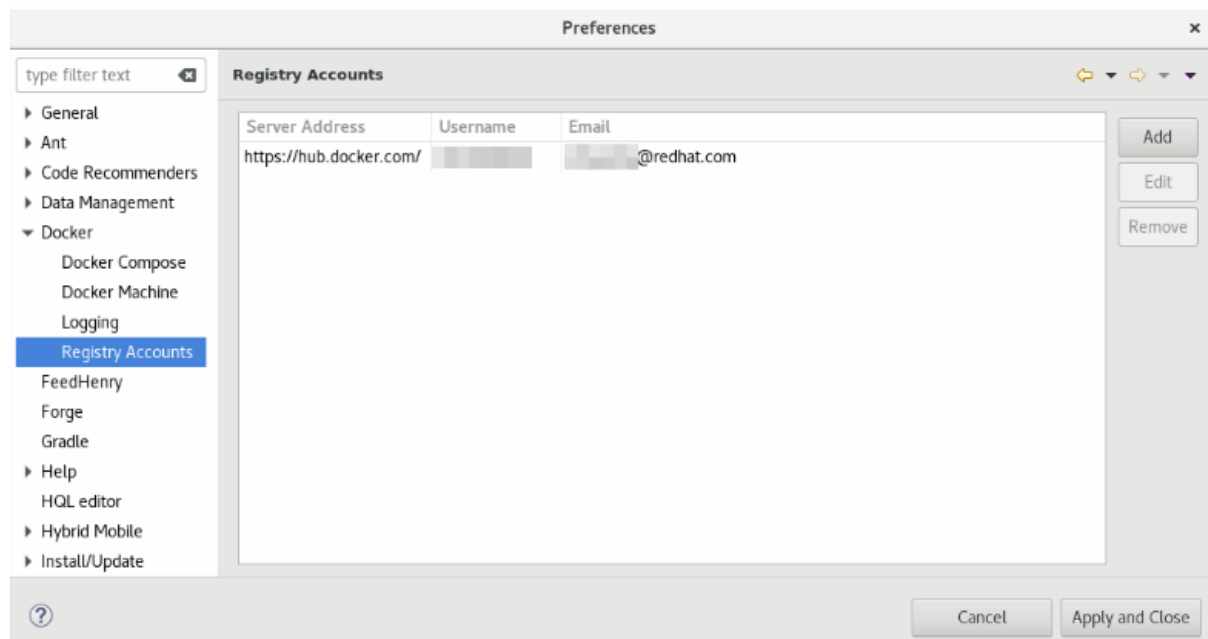 Preferences
type filter text
Registry Accounts
General
Ant
Code Recommenders
Data Management
Docker
Docker Compose
Docker Machine
Logging
Registry Accounts
FeedHenry
Forge
Gradle
Help
HQL editor
Hybrid Mobile
Install/Update
Server Address Username Email
https://hub.docker.com/ @redhat.com
Add
Edit
Remove
Cancel Apply and Close